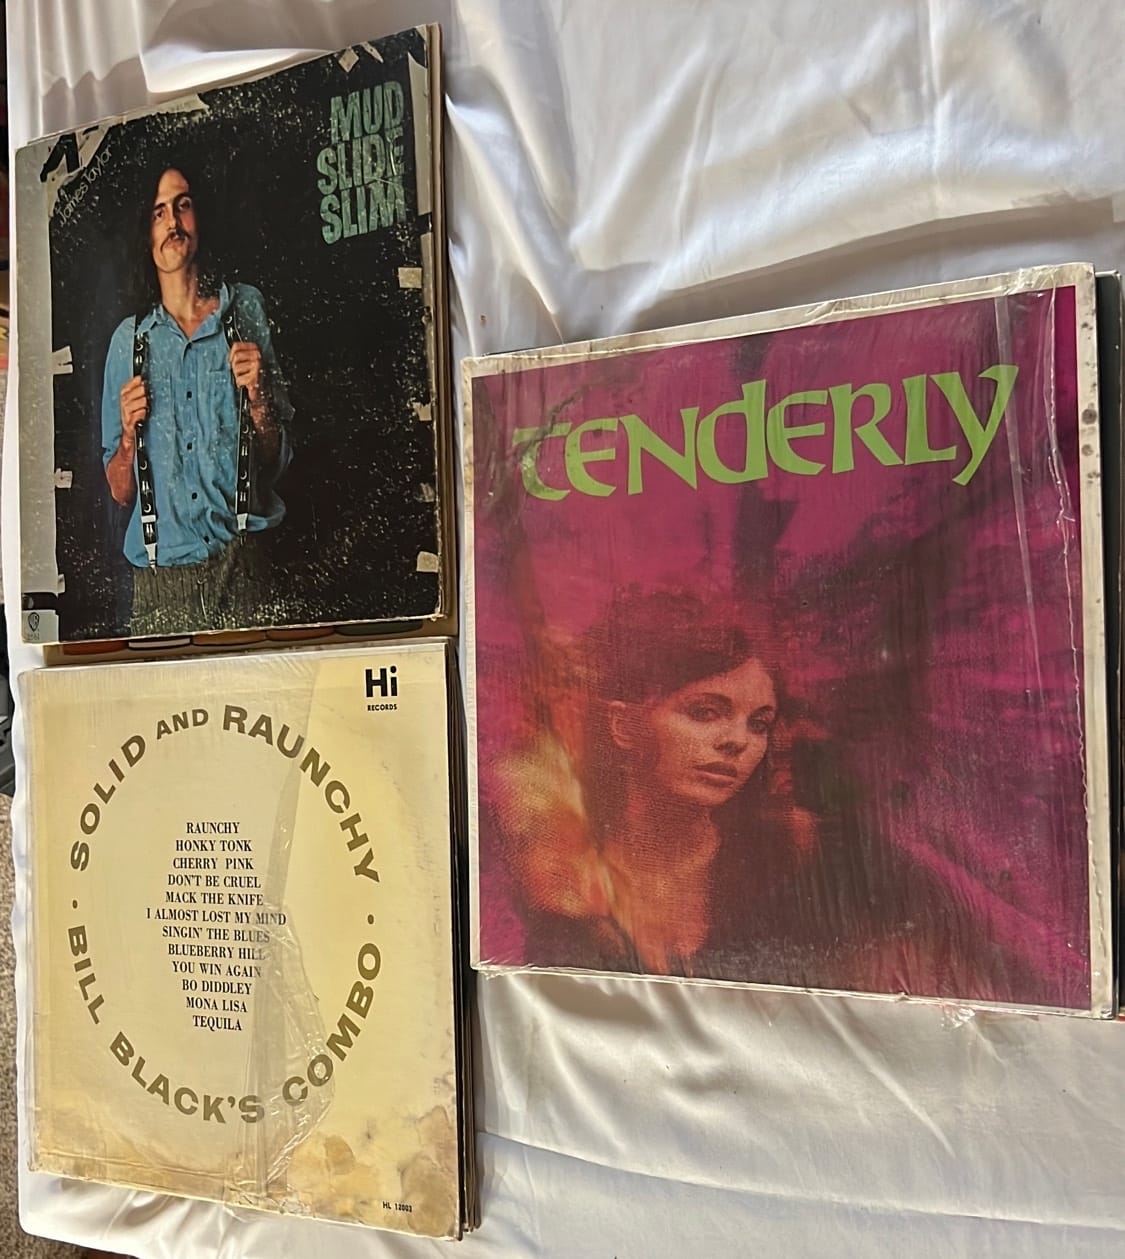 James Taylor
MUD
SLIDE
SLIM
Hi
RECORDS
SOLID AND RAUNCHY
RAUNCHY
HONKY TONK
CHERRY PINK
DON'T BE CRUEL
MACK THE KNIFE
I ALMOST LOST MY MIND
SINGIN' THE BLUES
BLUEBERRY HILL
YOU WIN AGAIN
BO DIDDLEY
MONA LISA
TEQUILA
BILL BLACK'S COMBO
HL 12003
TENDERLY